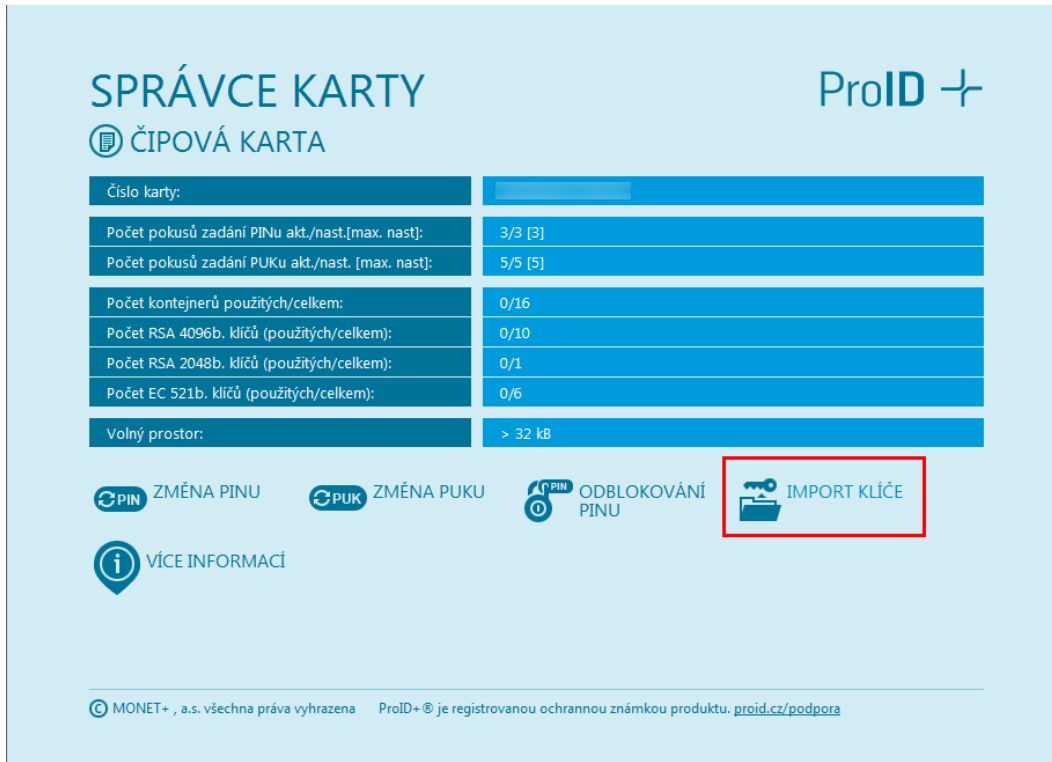 SPRÁVCE KARTY
ProID +
ČIPOVÁ KARTA
Číslo karty:
Počet pokusů zadání PINu akt./nast.[max. nast]: 3/3 [3]
Počet pokusů zadání PUKu akt./nast. [max. nast]: 5/5 [5]
Počet kontejnerů použitých/celkem: 0/16
Počet RSA 4096b. klíčů (použitých/celkem): 0/10
Počet RSA 2048b. klíčů (použitých/celkem): 0/1
Počet EC 521b. klíčů (použitých/celkem): 0/6
Volný prostor: > 32 kB
PIN ZMĚNA PINU
PUK ZMĚNA PUKU
PIN ODBLOKOVÁNÍ
PINU
IMPORT KLÍČE
i VÍCE INFORMACÍ
© MONET+ , a.s. všechna práva vyhrazena ProID+® je registrovanou ochrannou známkou produktu. proid.cz/podpora